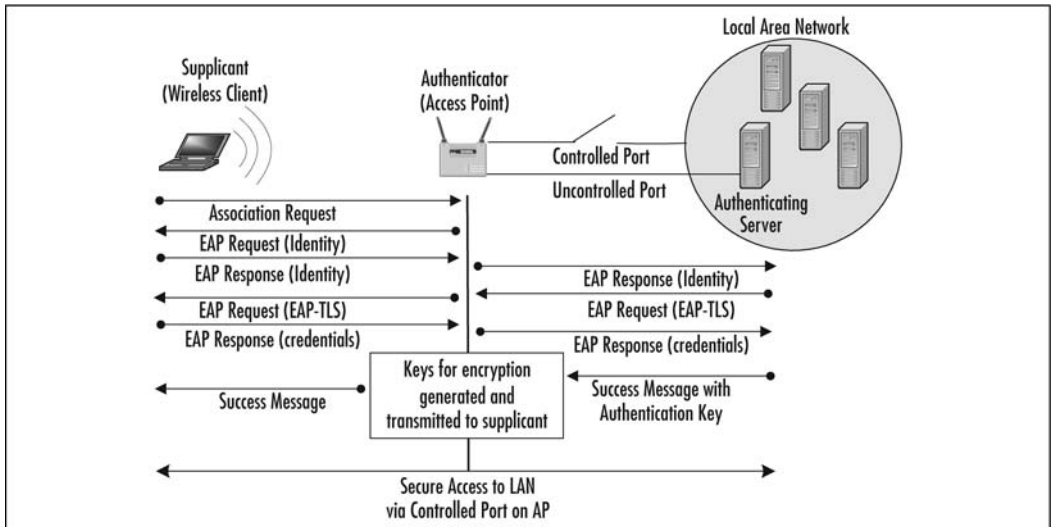 Local Area Network
Supplicant
(Wireless Client)
Authenticator
(Access Point)
Controlled Port
Uncontrolled Port
Authenticating
Server
Association Request
EAP Request (Identity)
EAP Response (Identity)
EAP Response (Identity)
EAP Request (EAP-TLS)
EAP Request (EAP-TLS)
EAP Response (credentials)
EAP Response (credentials)
Keys for encryption
generated and
transmitted to supplicant
Success Message
Success Message with
Authentication Key
Secure Access to LAN
via Controlled Port on AP